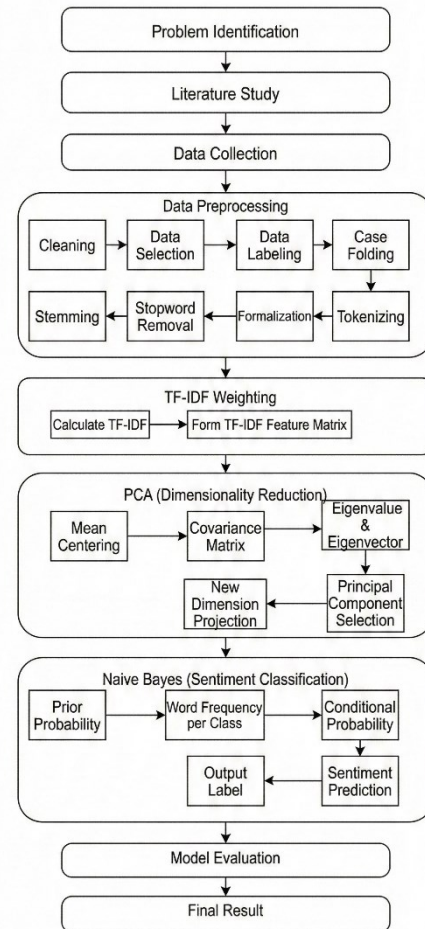 Problem Identification
Literature Study
Data Collection
Data Preprocessing
Cleaning
Data
Selection
Data
Labeling
Case
Folding
Stemming
Stopword
Removal
Formalization
Tokenizing
TF-IDF Weighting
Calculate TF-IDF
Form TF-IDF Feature Matrix
PCA (Dimensionality Reduction)
Mean
Centering
Covariance
Matrix
Eigenvalue
&
Eigenvector
New
Dimension
Projection
Principal
Component
Selection
Naive Bayes (Sentiment Classification)
Prior
Probability
Word Frequency
per Class
Conditional
Probability
Output
Label
Sentiment
Prediction
Model Evaluation
Final Result